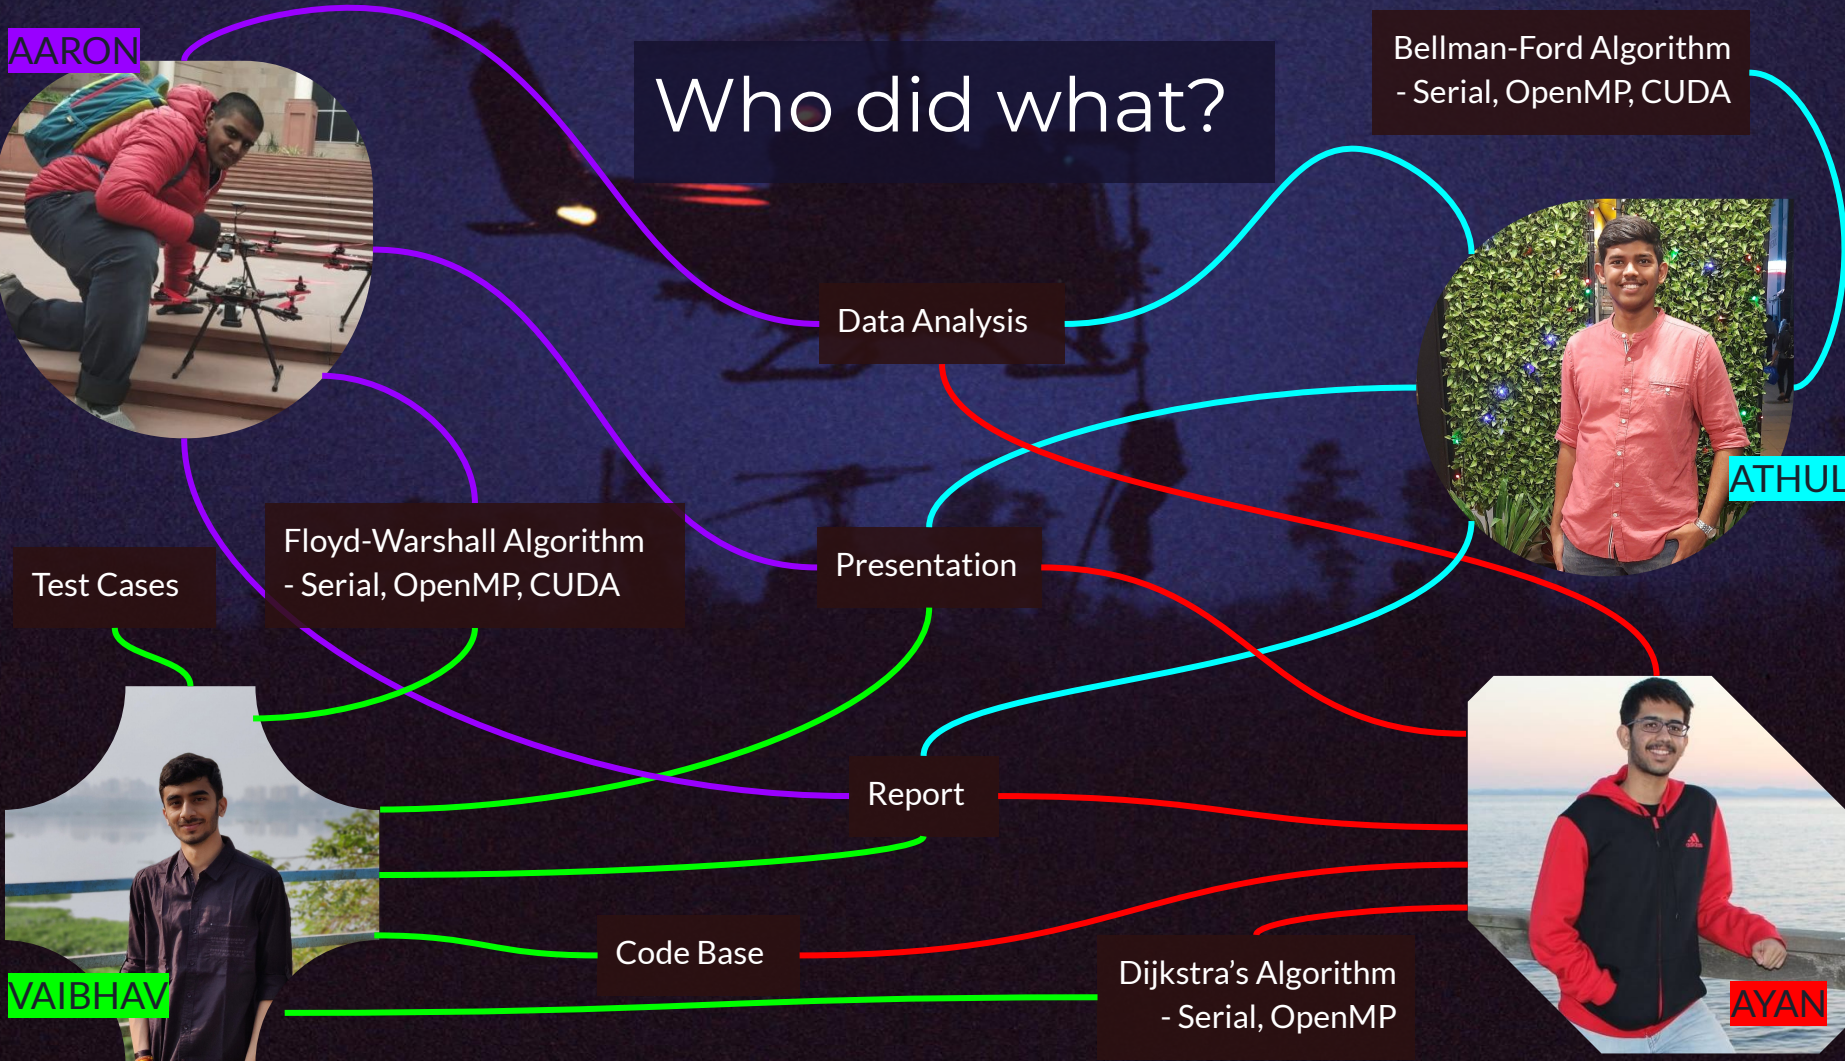 AARON
Who did what?
Bellman-Ford Algorithm
- Serial, OpenMP, CUDA
Data Analysis
ATHUL
Floyd-Warshall Algorithm
- Serial, OpenMP, CUDA
Test Cases
Presentation
Report
adidas
Code Base
Dijkstra’s Algorithm
- Serial, OpenMP
VAIBHAV
AYAN